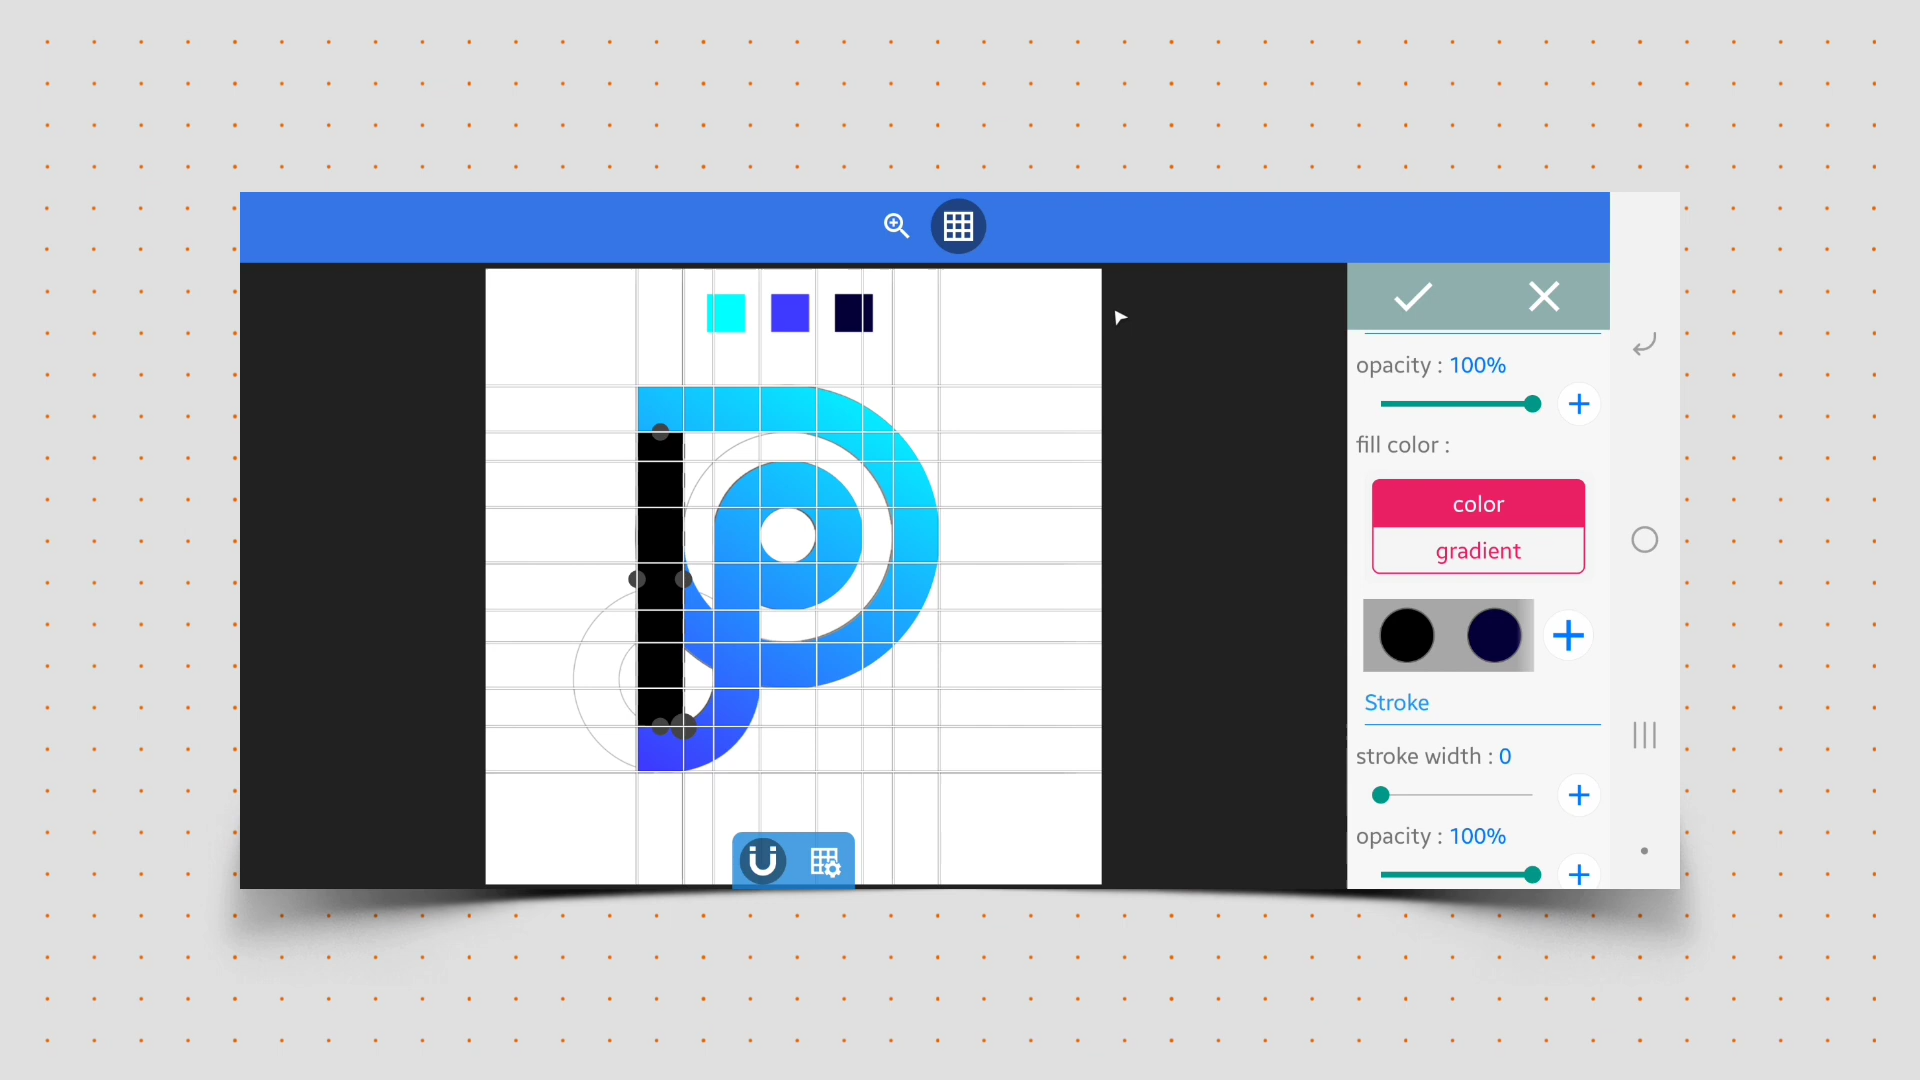 opacity : 100%
fill color :
color
gradient
Stroke
stroke width : 0
opacity : 100%